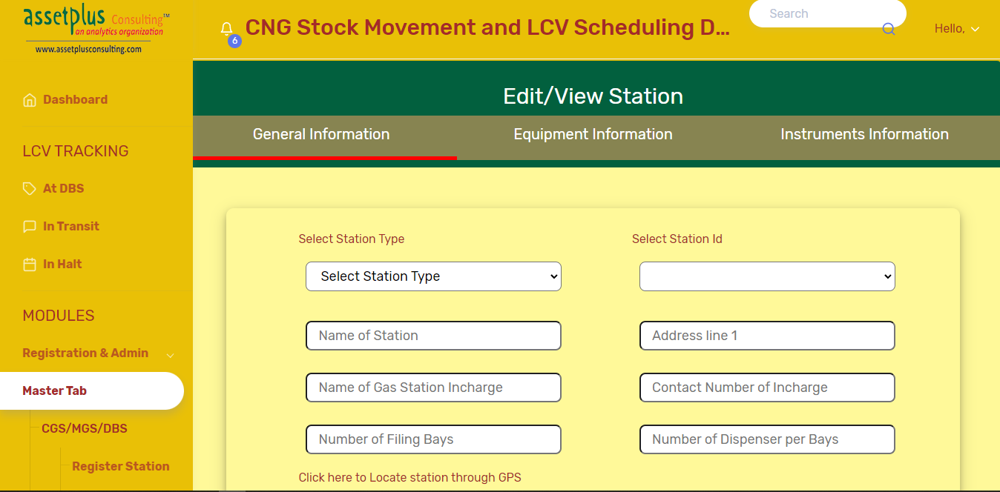 assetplus Consulting™
an analytics organization
www.assetplusconsulting.com
6
CNG Stock Movement and LCV Scheduling D...
Search
Hello,
Dashboard
LCV TRACKING
At DBS
In Transit
In Halt
MODULES
Registration & Admin
Master Tab
CGS/MGS/DBS
Register Station
Edit/View Station
General Information
Equipment Information
Instruments Information
Select Station Type
Select Station Id
Select Station Type
Name of Station
Address line 1
Name of Gas Station Incharge
Contact Number of Incharge
Number of Filing Bays
Number of Dispenser per Bays
Click here to Locate station through GPS